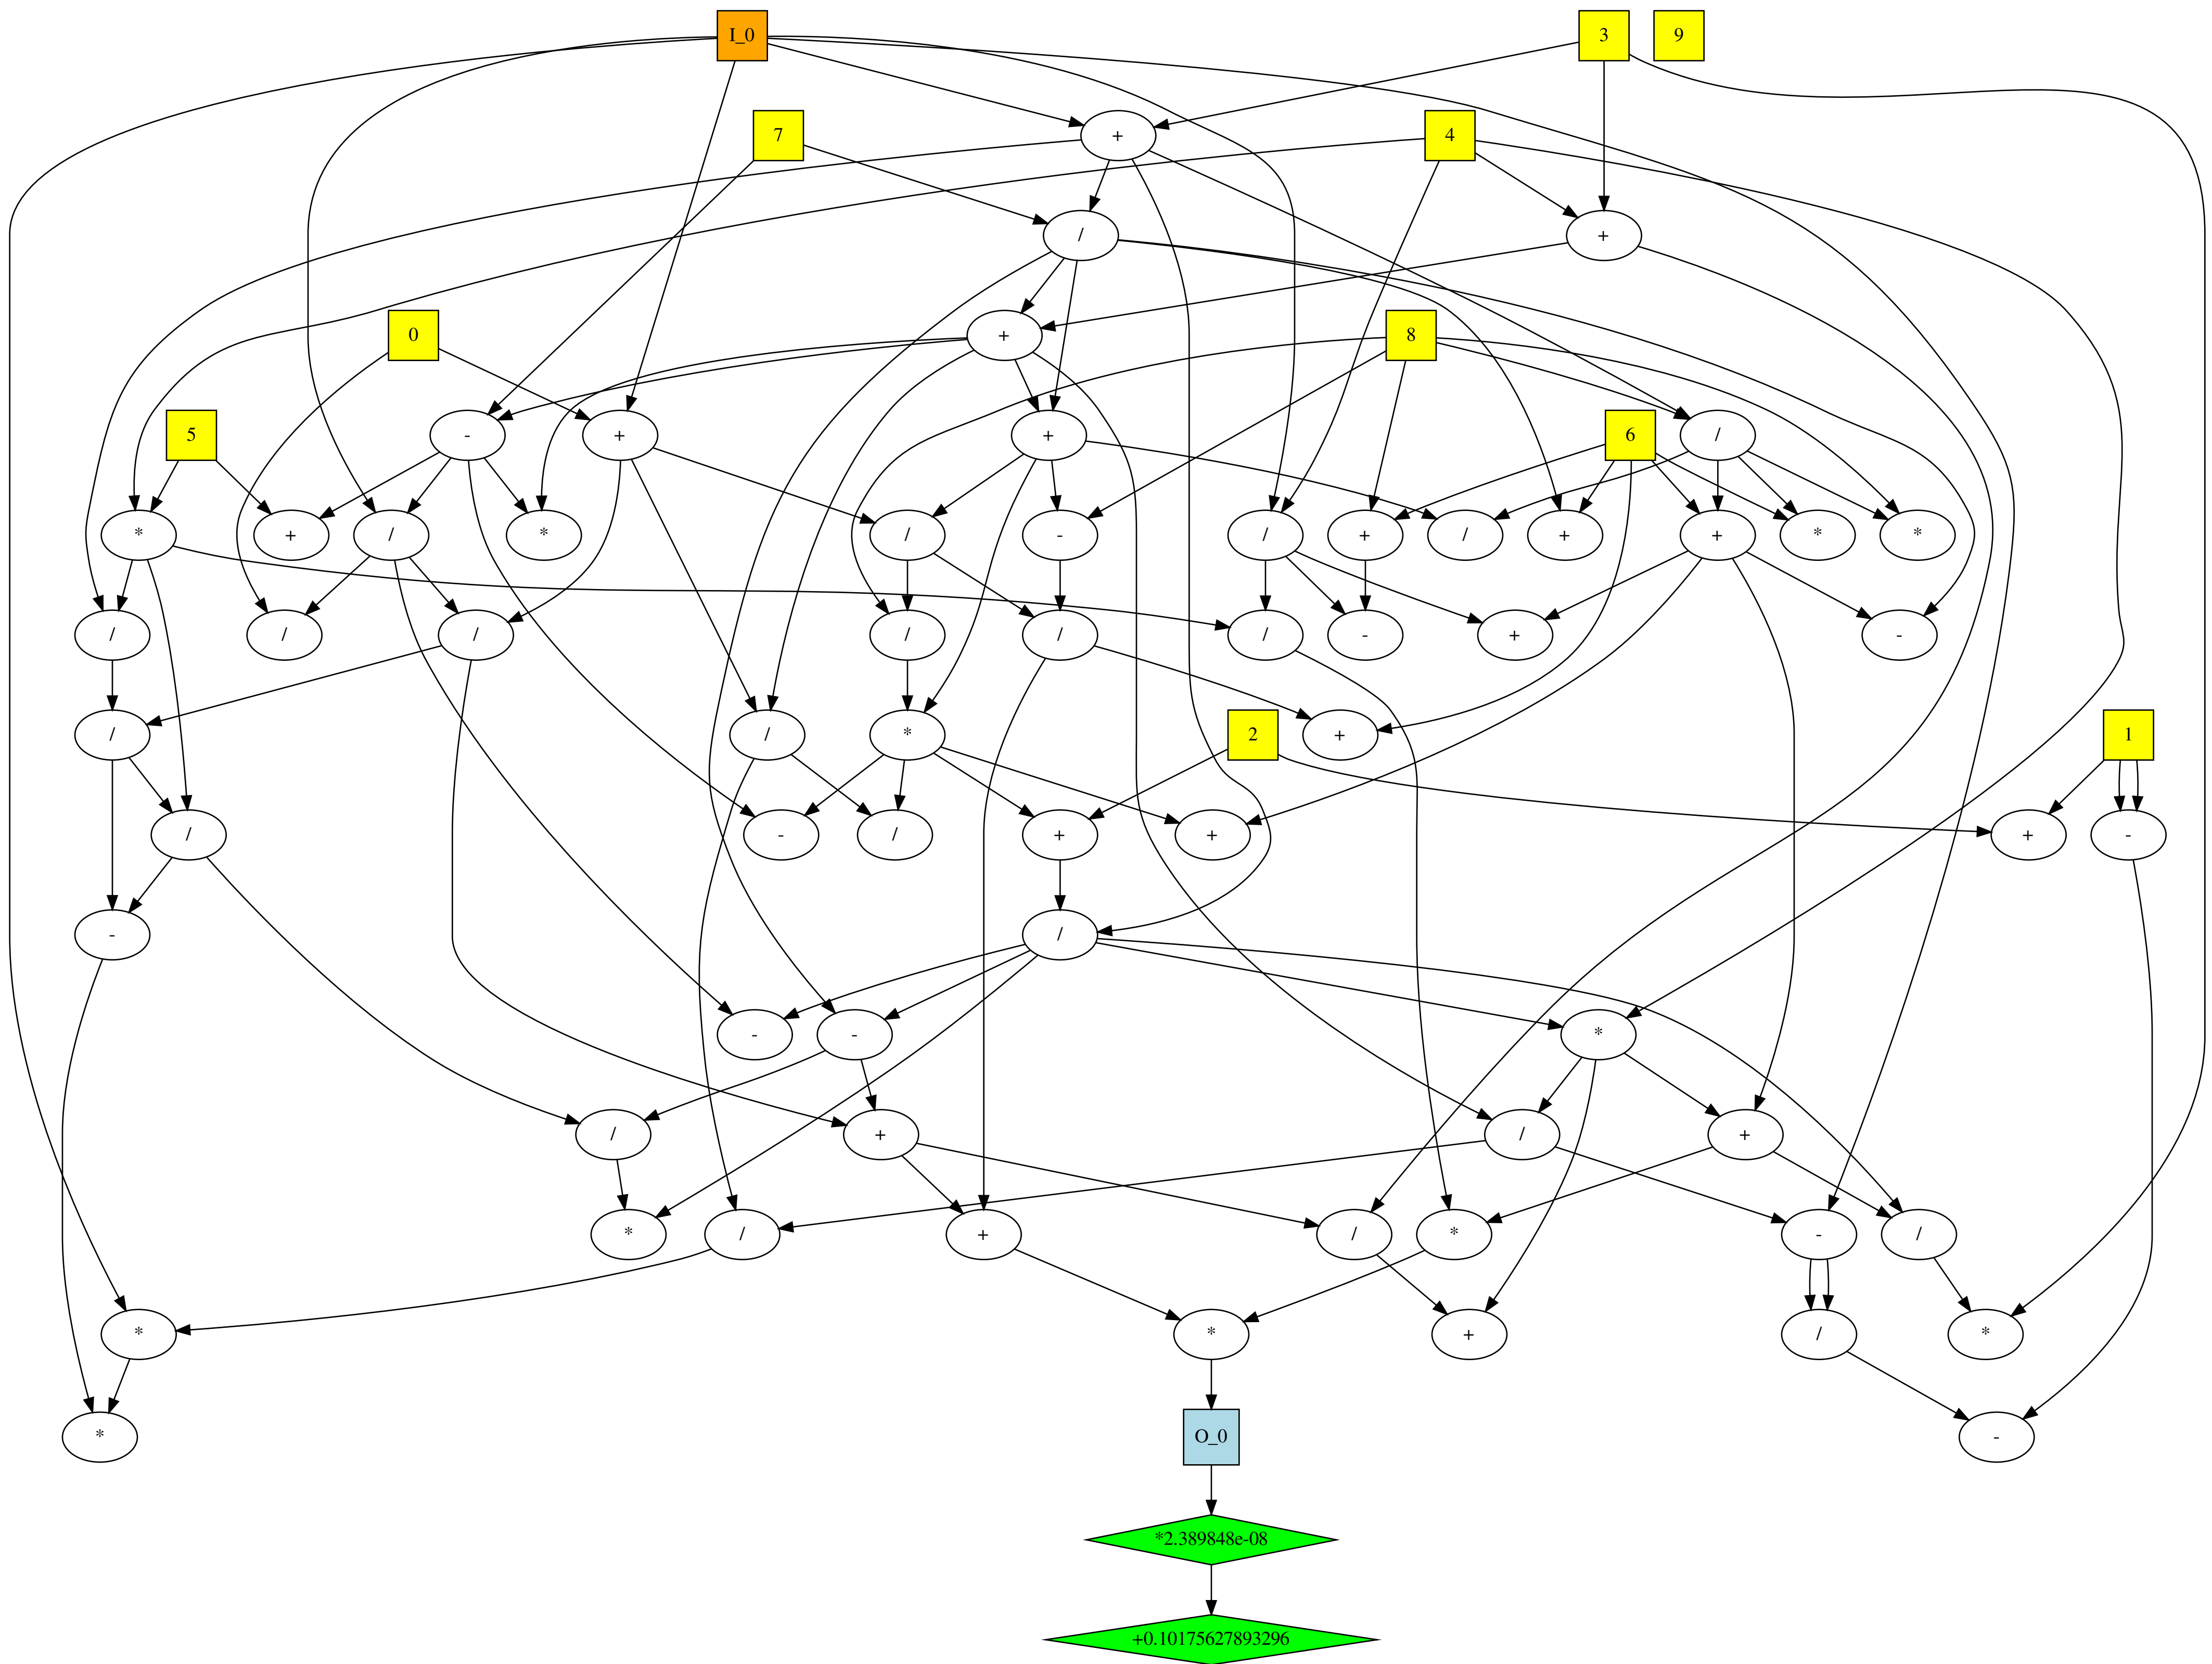 I_0 3 9
7 + 4
/ +
0 + 8
5 - + + 6 /
* + / * / - / + / + + * *
/ / / / / / - + -
/ / * 2 + 1
/ - / + + + -
- /
- - *
/ + / +
* / + / * - /
* * + / *
* O_0 -
*2.389848e-08
+0.10175627893296